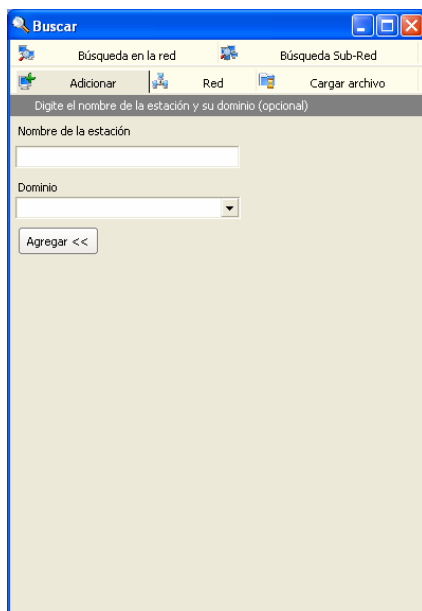 Buscar
Búsqueda en la red Búsqueda Sub-Red
Adicionar Red Cargar archivo
Digite el nombre de la estación y su dominio (opcional)
Nombre de la estación
Dominio
Agregar <<